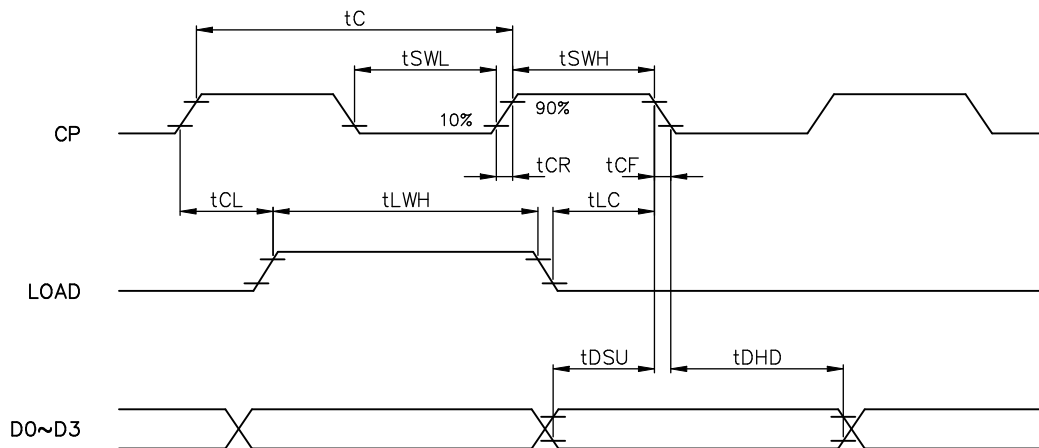 tC
tSWL
tSWH
CP
10%
90%
tCR
tCF
tCL
tLWH
tLC
LOAD
tDSU
tDHD
D0~D3